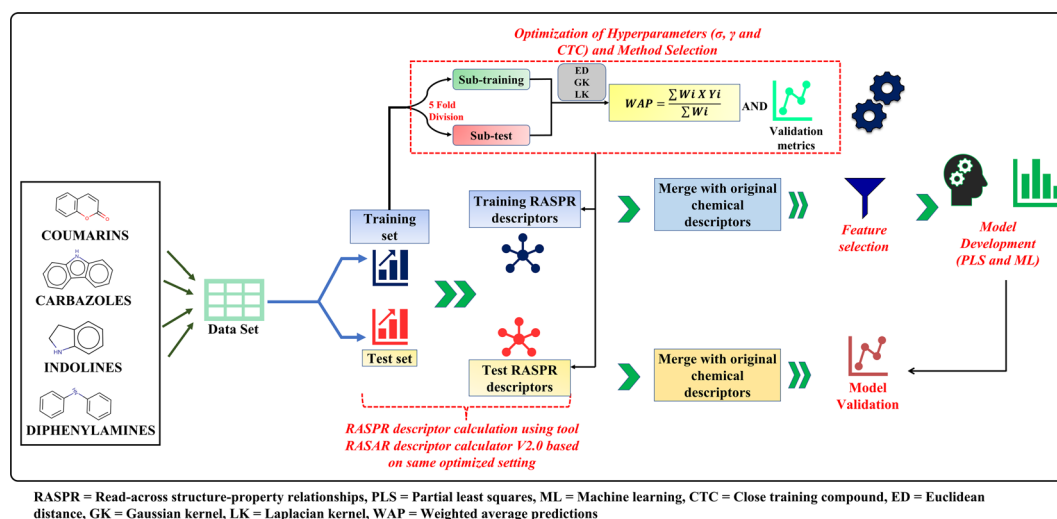 Optimization of Hyperparameters (σ, γ and
CTC) and Method Selection
Sub-training
5 Fold
Division
Sub-test
ED
GK
LK
WAP = ∑Wi X Yi / ∑Wi
AND
Validation
metrics
O
O
COUMARINS
H
N
CARBAZOLES
NH
INDOLINES
DIPHENYLAMINES
Data Set
Training
set
Test set
Training RASPR
descriptors
Test RASPR
descriptors
Merge with original
chemical
descriptors
Feature
selection
Model
Development
(PLS and ML)
Merge with original
chemical
descriptors
Model
Validation
RASPR descriptor calculation using tool
RASAR descriptor calculator V2.0 based
on same optimized setting
RASPR = Read-across structure-property relationships, PLS = Partial least squares, ML = Machine learning, CTC = Close training compound, ED = Euclidean
distance, GK = Gaussian kernel, LK = Laplacian kernel, WAP = Weighted average predictions